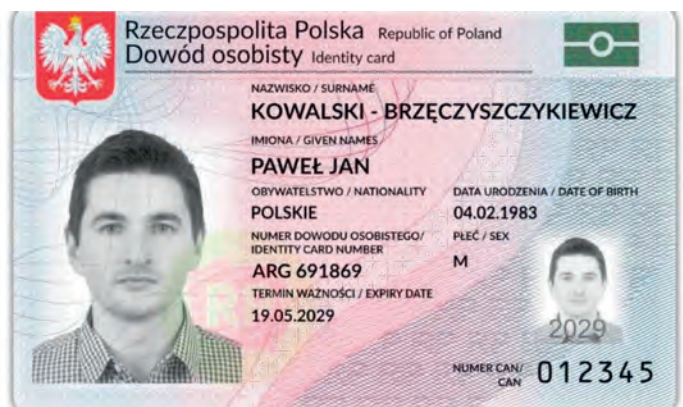 Rzeczpospolita Polska Republic of Poland
Dowód osobisty Identity card
NAZWISKO / SURNAME
KOWALSKI - BRZĘCZYSZCZYKIEWICZ
IMIONA / GIVEN NAMES
PAWEŁ JAN
OBYWATELSTWO / NATIONALITY DATA URODZENIA / DATE OF BIRTH
POLSKIE 04.02.1983
NUMER DOWODU OSOBISTEGO/ PŁEĆ / SEX
IDENTITY CARD NUMBER
ARG 691869 M
TERMIN WAŻNOŚCI / EXPIRY DATE
19.05.2029
2029
NUMER CAN/
CAN 012345